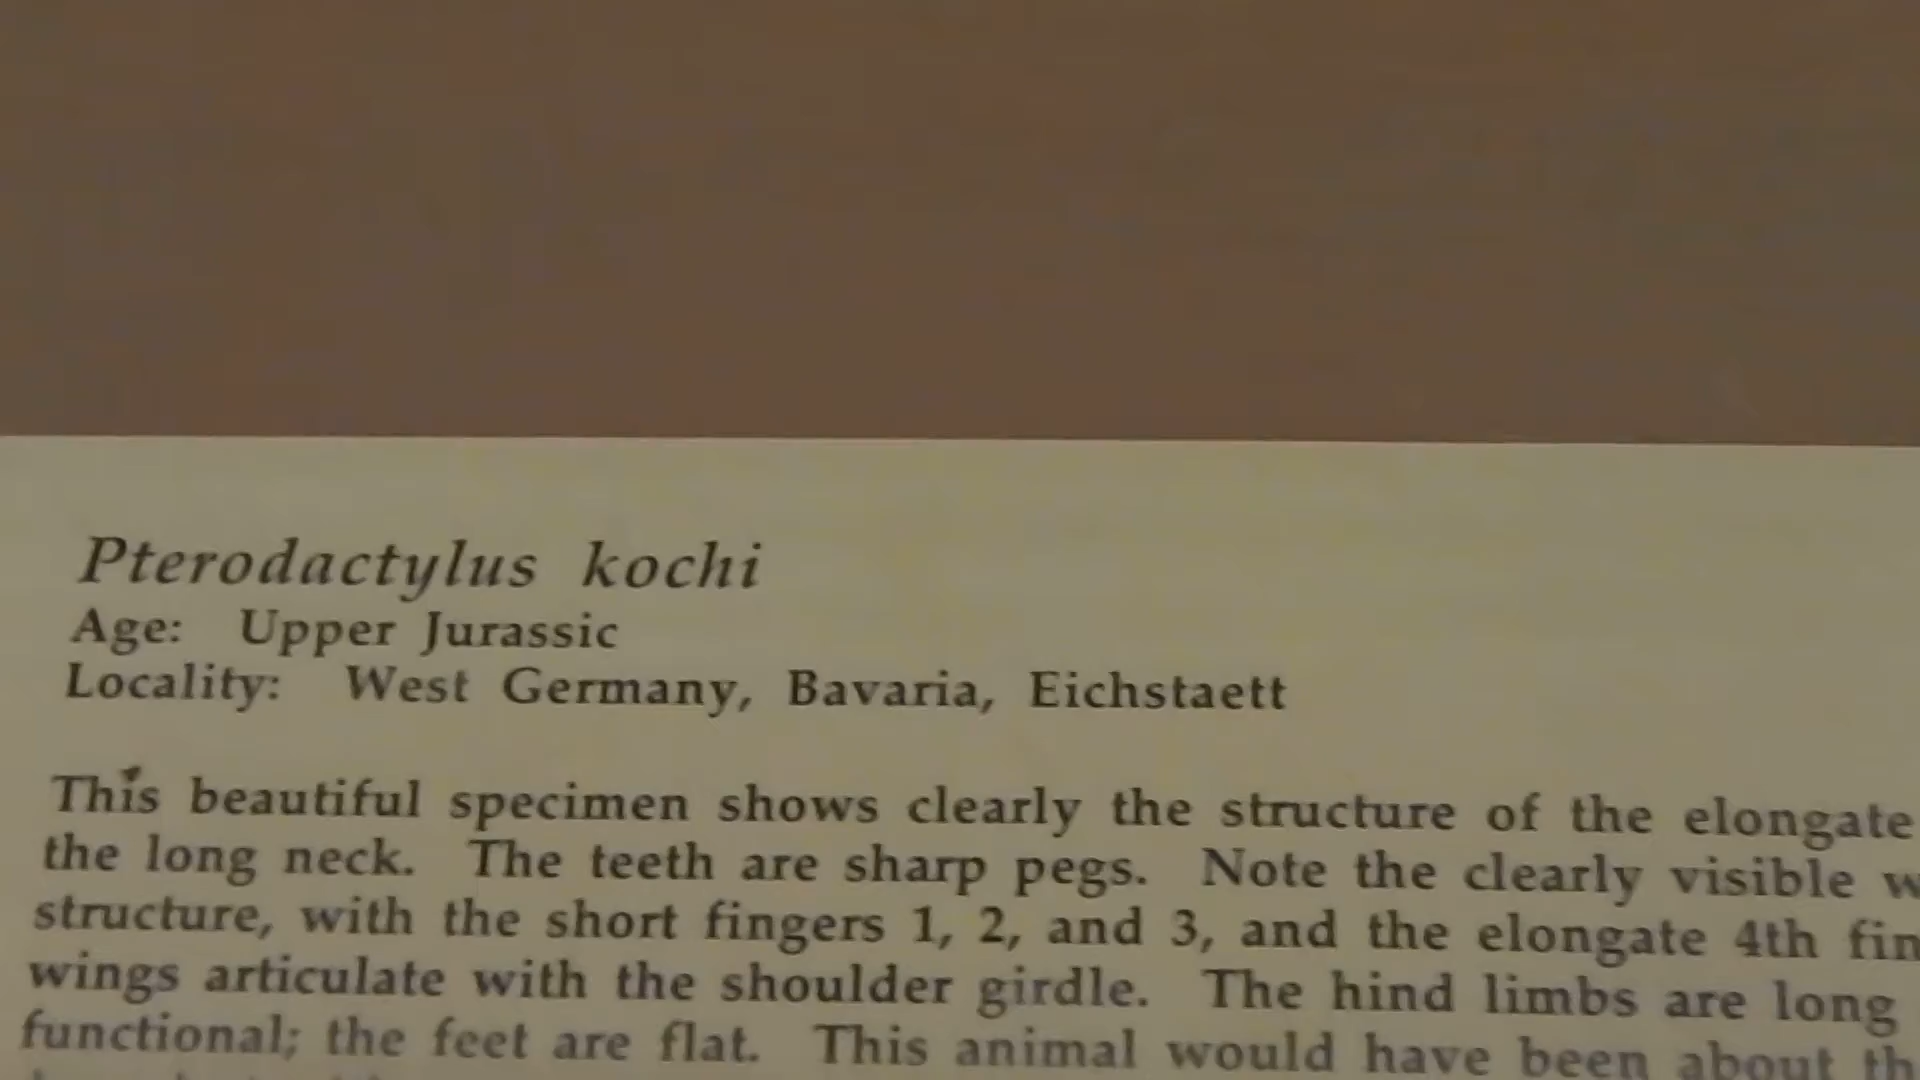 Pterodactylus kochi
Age: Upper Jurassic
Locality: West Germany, Bavaria, Eichstaett
This beautiful specimen shows clearly the structure of the elongate
the long neck. The teeth are sharp pegs. Note the clearly visible
structure, with the short fingers 1, 2, and 3, and the elongate 4th
wings articulate with the shoulder girdle. The hind limbs are long
functional; the feet are flat. This animal would have been about